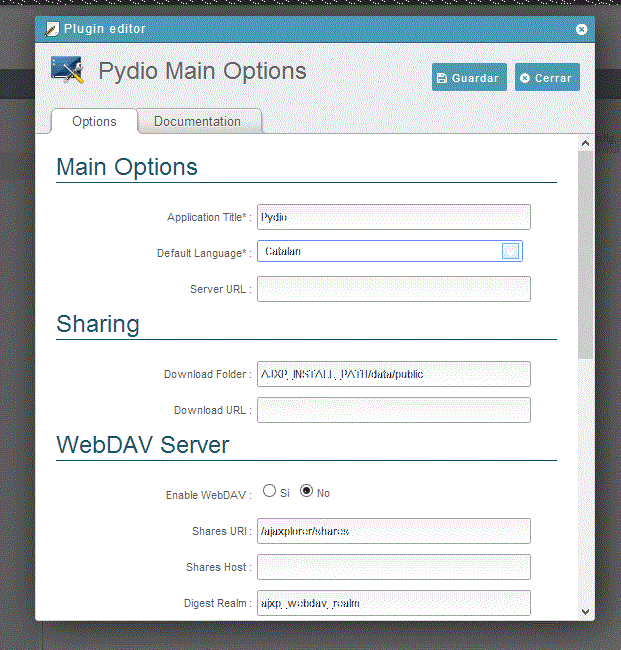 Plugin editor
Pydio Main Options
Guardar
Cerrar
Options
Documentation
Main Options
Application Title* :
Pydio
Default Language* :
Catalan
Server URL :
Sharing
Download Folder :
AJXP_INSTALL_PATH/data/public
Download URL :
WebDAV Server
Enable WebDAV :
Si
No
Shares URI :
/ajaxplorer/shares
Shares Host :
Digest Realm :
ajxp_webdav_realm